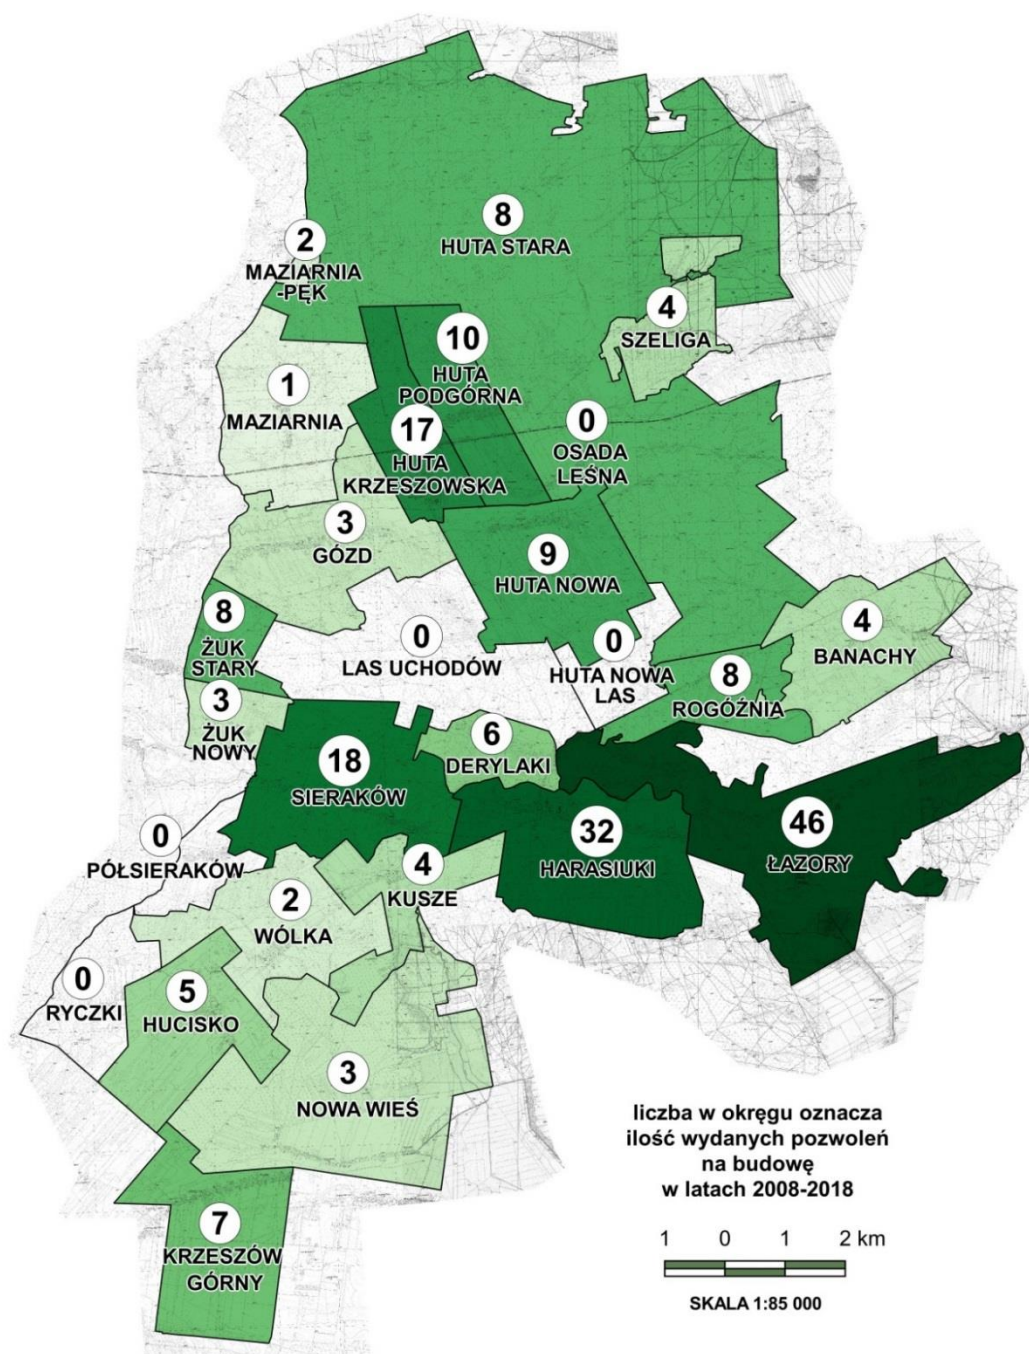 8
HUTA STARA
2
MAZIARNIA
-PĘK
4
SZELIGA
10
HUTA
PODGÓRNA
1
MAZIARNIA
17
HUTA
KRZESZOWSKA
0
OSADA
LEŚNA
3
GÓZD
9
HUTA NOWA
8
ŻUK
STARY
0
LAS UCHODÓW
0
HUTA NOWA
LAS
4
BANACHY
8
ROGÓŹNIA
3
ŻUK
NOWY
6
DERYLAKI
18
SIERAKÓW
32
HARASIUKI
46
ŁAZORY
0
PÓŁSIERAKÓW
4
KUSZE
2
WÓLKA
0
RYCZKI
5
HUCISKO
3
NOWA WIEŚ
7
KRZESZÓW
GÓRNY
liczba w okręgu oznacza
ilość wydanych pozwoleń
na budowę
w latach 2008-2018
1 0 1 2 km
SKALA 1:85 000